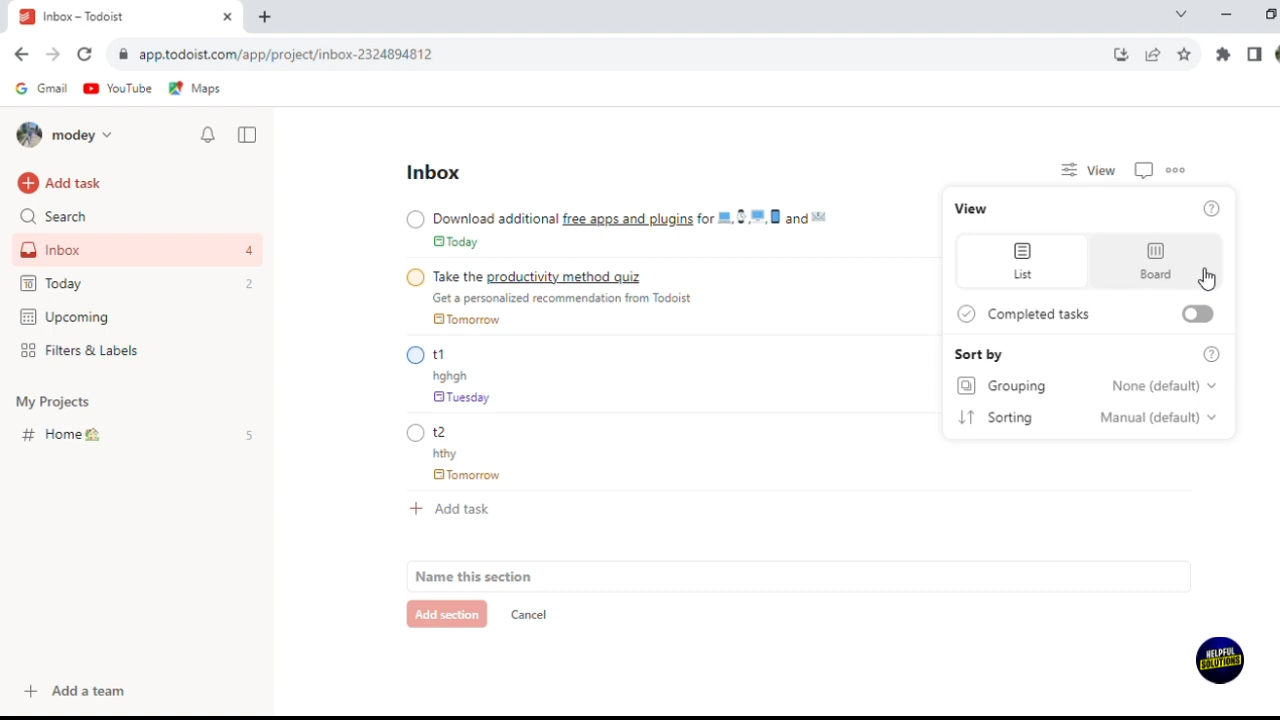 Inbox – Todoist
app.todoist.com/app/project/inbox-2324894812
Gmail YouTube Maps
modey
Add task
Search
Inbox 4
Today 2
Upcoming
Filters & Labels
My Projects
# Home 5
Add a team
Inbox
View
Download additional free apps and plugins for 💻,⌚,🖥️,📱 and 📧
Today
Take the productivity method quiz
Get a personalized recommendation from Todoist
Tomorrow
t1
hghgh
Tuesday
t2
hthy
Tomorrow
Add task
Name this section
Add section Cancel
View
List Board
Completed tasks
Sort by
Grouping None (default)
Sorting Manual (default)
HELPFUL
SOLUTIONS